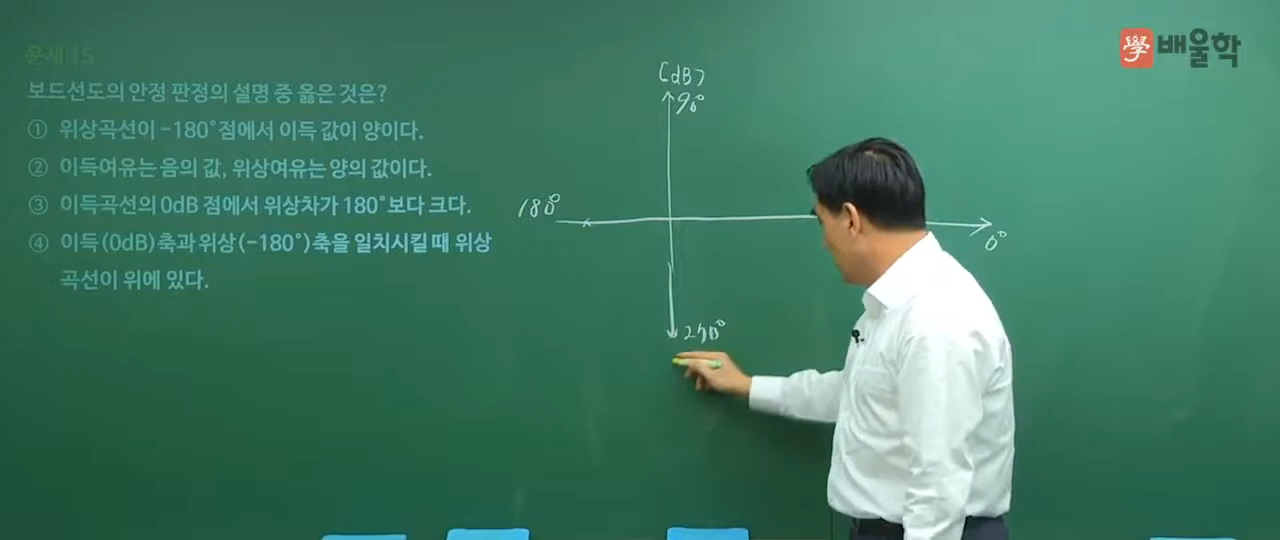 문제 15
보드선도의 안정 판정의 설명 중 옳은 것은?
① 위상곡선이 -180°점에서 이득 값이 양이다.
② 이득여유는 음의 값, 위상여유는 양의 값이다.
③ 이득곡선의 0dB 점에서 위상차가 180°보다 크다.
④ 이득(0dB)축과 위상(-180°)축을 일치시킬 때 위상
곡선이 위에 있다.
學 배울학
[dB]
90°
180°
0°
270°